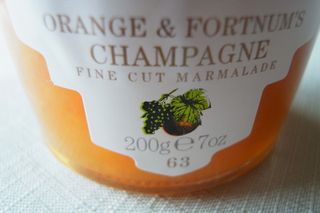 ORANGE & FORTNUM'S
CHAMPAGNE
FINE CUT MARMALADE
200g e 7oz
63